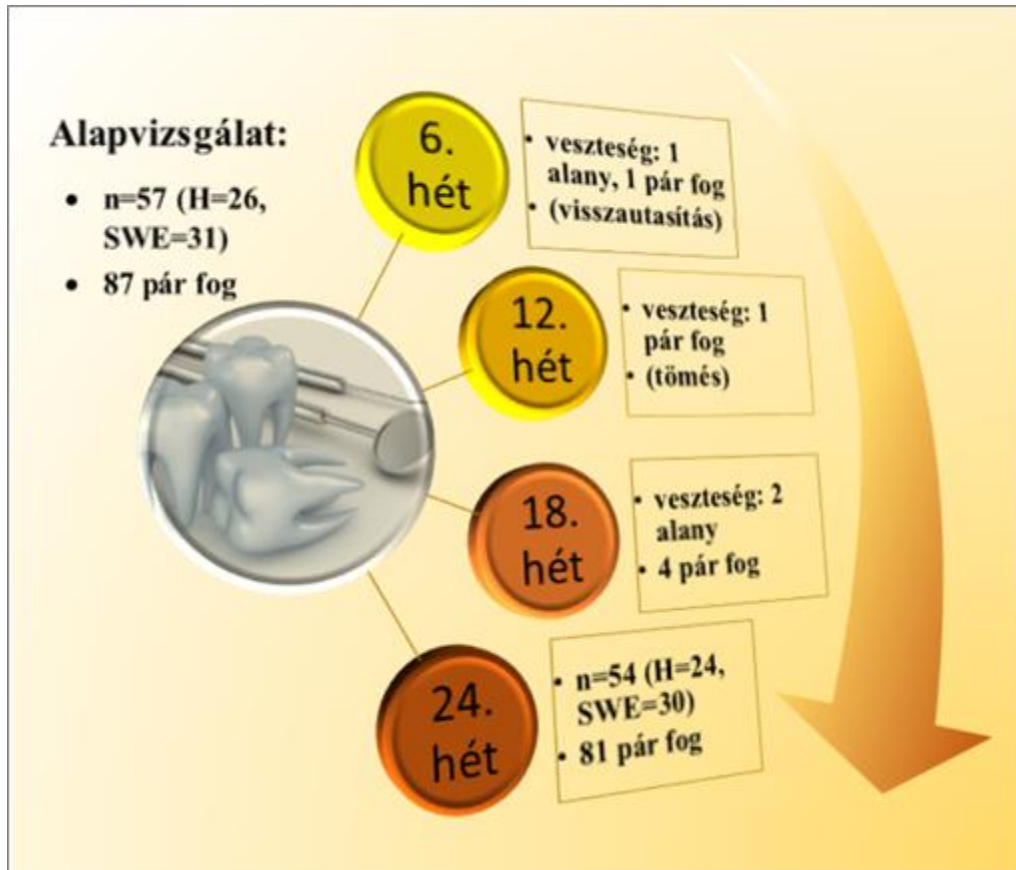 Alapvizsgálat:
• n=57 (H=26,
SWE=31)
• 87 pár fog
6.
hét
• veszteség: 1
alany, 1 pár fog
• (visszautasítás)
12.
hét
• veszteség: 1
pár fog
• (tömés)
18.
hét
• veszteség: 2
alany
• 4 pár fog
24.
hét
• n=54 (H=24,
SWE=30)
• 81 pár fog